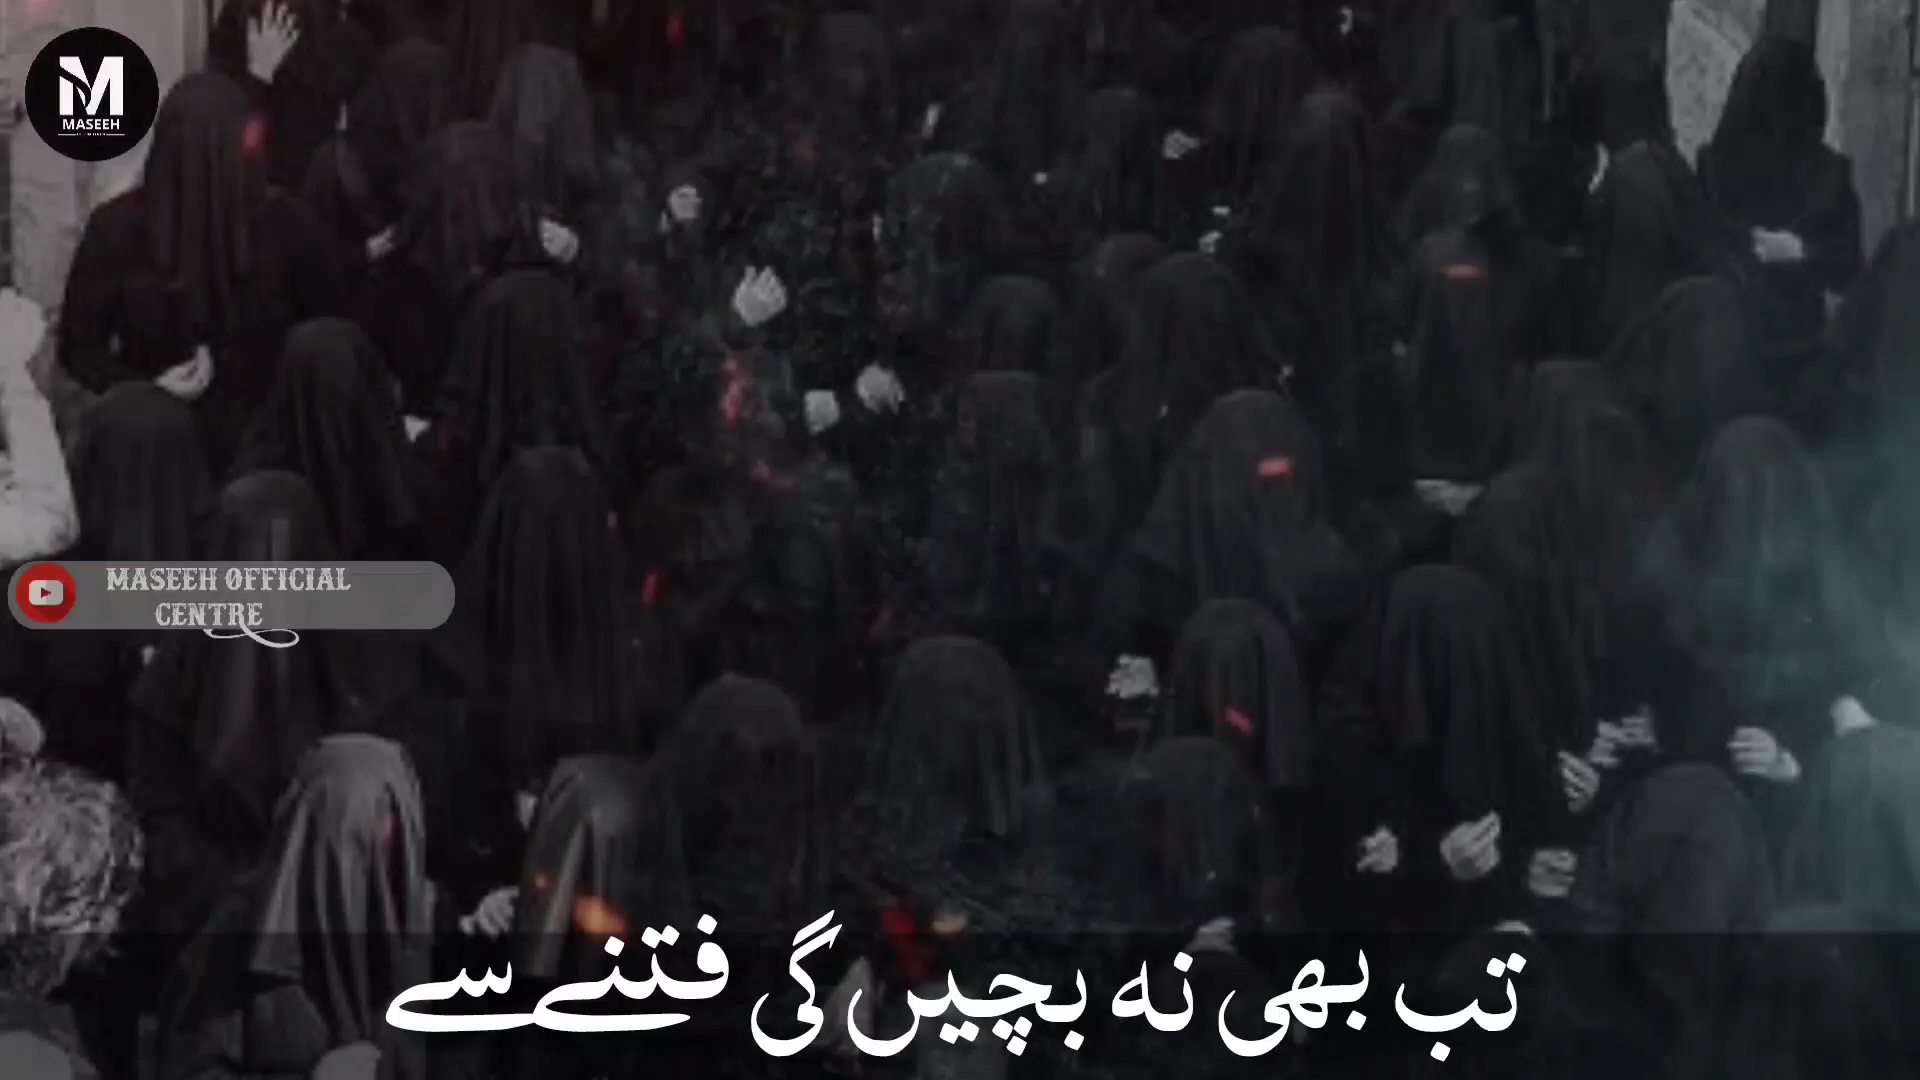 M
MASEEH
MASEEH OFFICIAL
CENTRE
تب بھی نہ بچیں گی فتنے سے